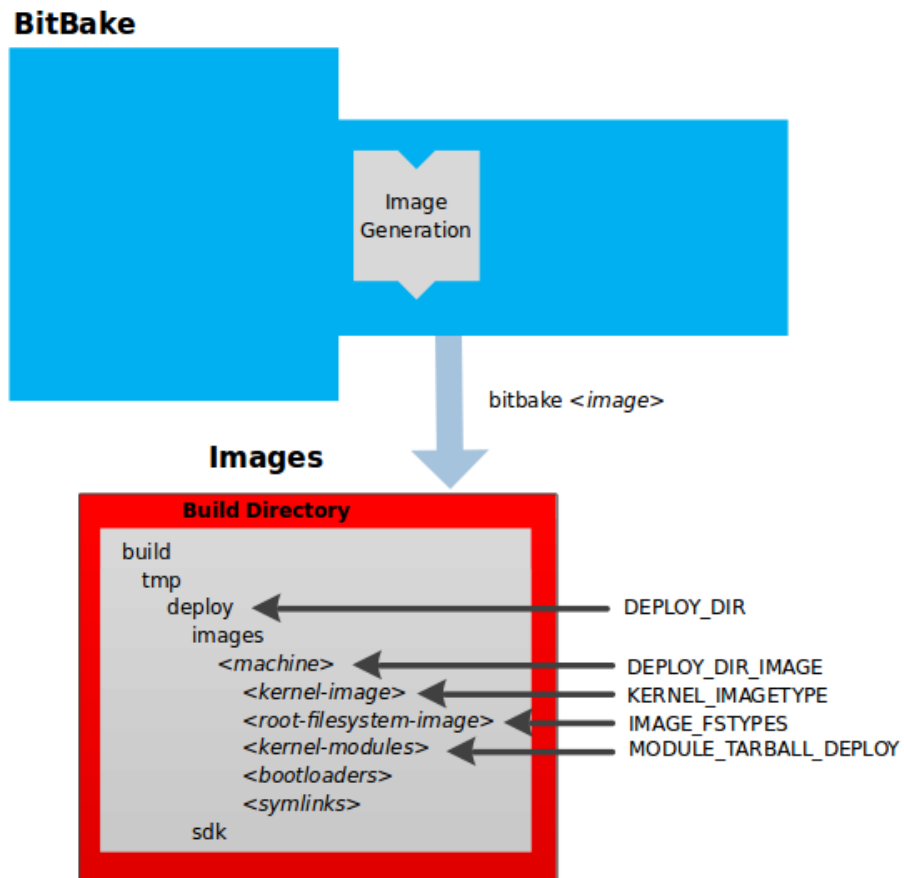 BitBake
Image
Generation
bitbake <image>
Images
Build Directory
build
tmp
deploy
DEPLOY_DIR
images
<machine>
DEPLOY_DIR_IMAGE
<kernel-image>
KERNEL_IMAGETYPE
<root-filesystem-image>
IMAGE_FSTYPES
<kernel-modules>
MODULE_TARBALL_DEPLOY
<bootloaders>
<symlinks>
sdk